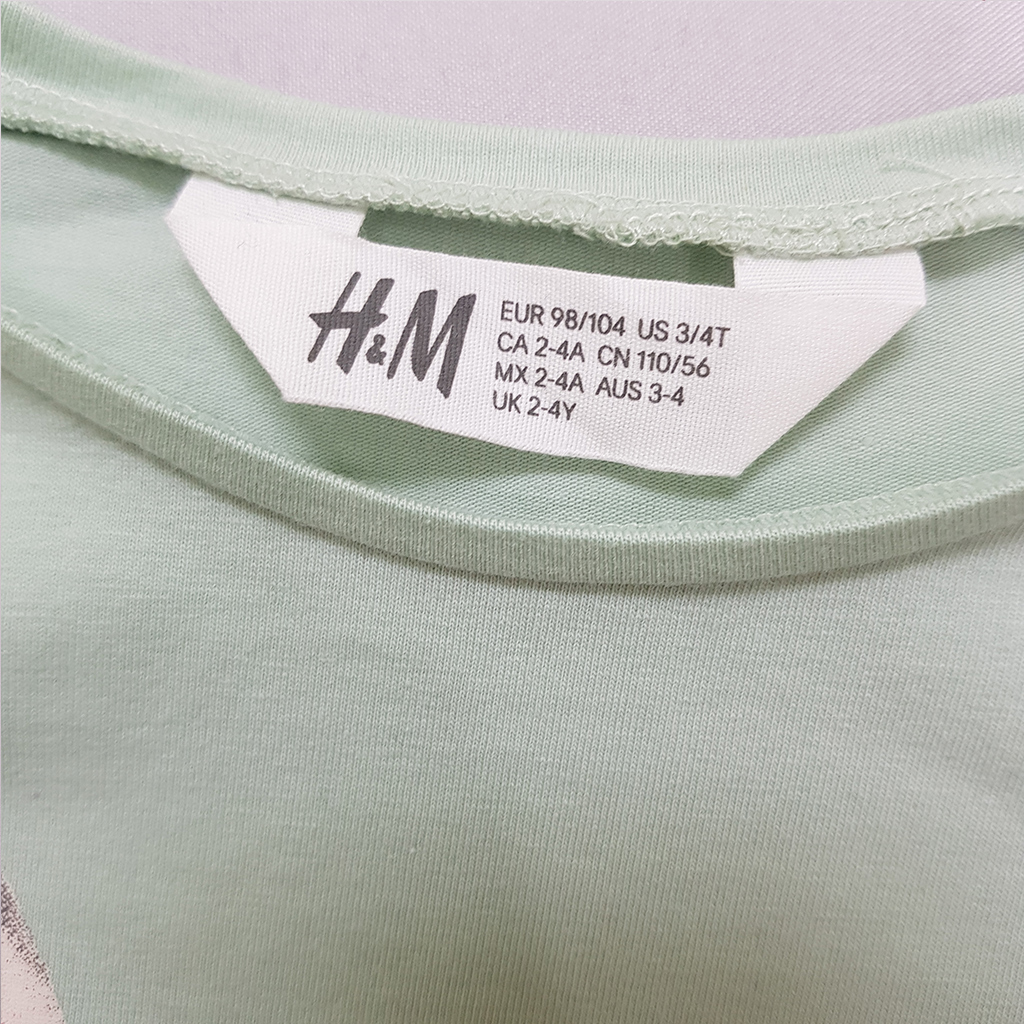 H&M
EUR 98/104 US 3/4T
CA 2-4A CN 110/56
MX 2-4A AUS 3-4
UK 2-4Y